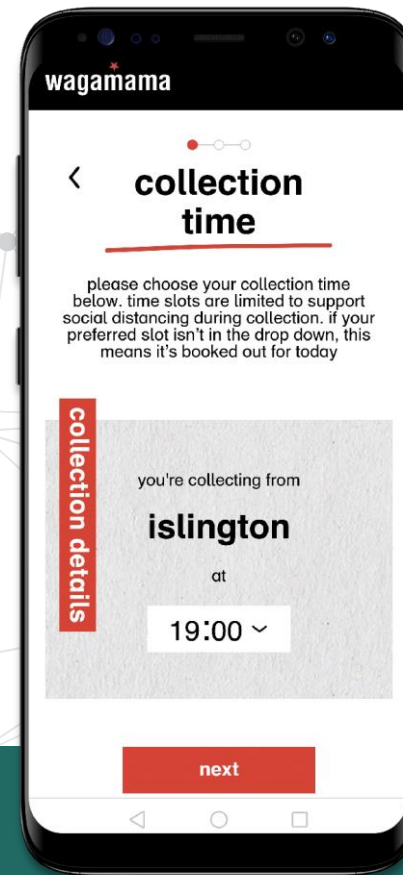 wagamama
collection
time
please choose your collection time
below. time slots are limited to support
social distancing during collection. if your
preferred slot isn't in the drop down, this
means it's booked out for today
collection details
you're collecting from
islington
at
19:00
next